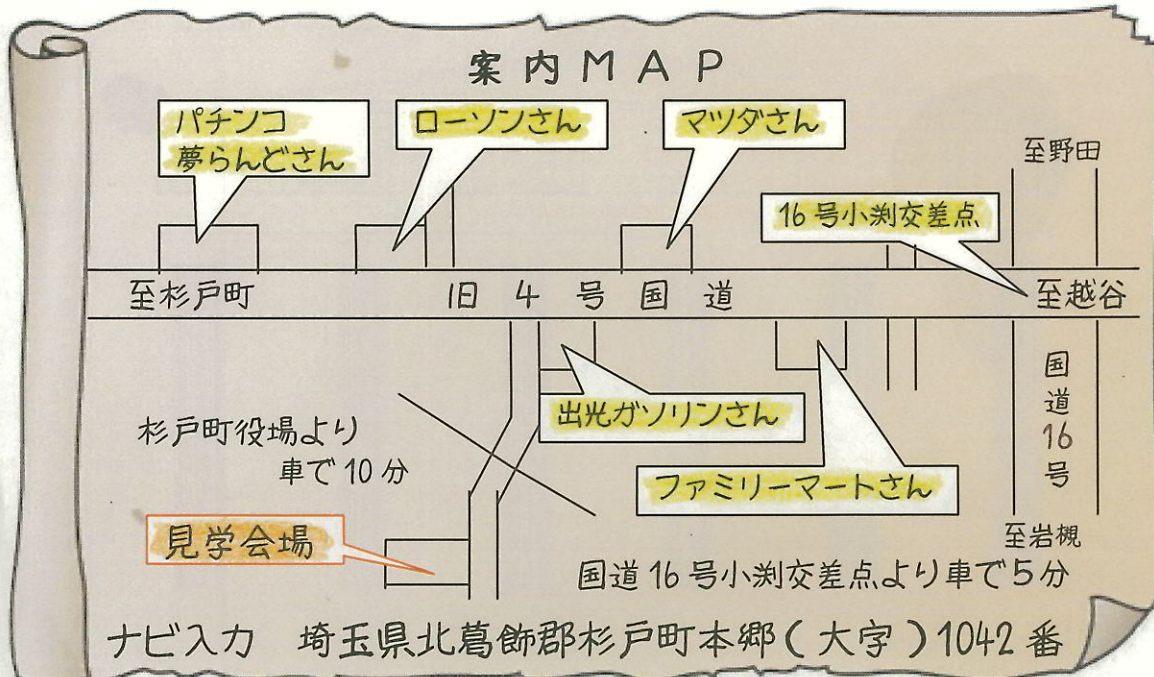 案内MAP
パチンコ
夢らんどさん
ローソンさん
マツダさん
至野田
16号小渕交差点
至杉戸町
旧4号国道
至越谷
出光ガソリンさん
国道16号
杉戸町役場より
車で10分
ファミリーマートさん
見学会場
至岩槻
国道16号小渕交差点より車で5分
ナビ入力 埼玉県北葛飾郡杉戸町本郷(大字)1042番